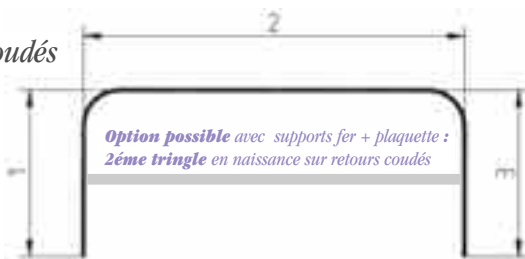 2
oudés
Option possible avec supports fer + plaquette :
2éme tringle en naissance sur retours coudés
1
3